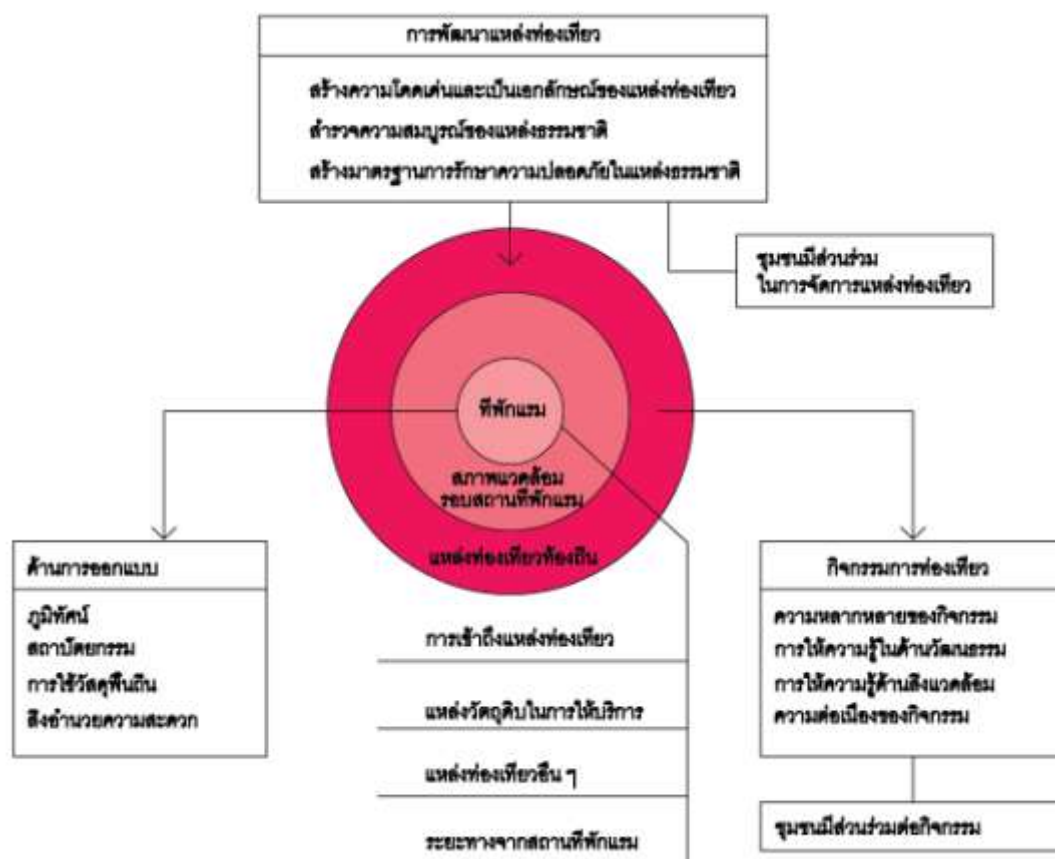 การพัฒนาแหล่งท่องเที่ยว
สร้างความโดดเด่นและเป็นเอกลักษณ์ของแหล่งท่องเที่ยว
สำรวจความสมบูรณ์ของแหล่งธรรมชาติ
สร้างมาตรฐานการรักษาความปลอดภัยในแหล่งธรรมชาติ
ชุมชนมีส่วนร่วม
ในการจัดการแหล่งท่องเที่ยว
ที่พักแรม
สภาพแวดล้อม
รอบสถานที่พักแรม
แหล่งท่องเที่ยวท้องถิ่น
ด้านการออกแบบ
ภูมิทัศน์
สถาปัตยกรรม
การใช้วัสดุพื้นถิ่น
สิ่งอำนวยความสะดวก
การเข้าถึงแหล่งท่องเที่ยว
แหล่งวัตถุดิบในการให้บริการ
แหล่งท่องเที่ยวอื่น ๆ
ระยะทางจากสถานที่พักแรม
กิจกรรมการท่องเที่ยว
ความหลากหลายของกิจกรรม
การให้ความรู้ในด้านวัฒนธรรม
การให้ความรู้ด้านสิ่งแวดล้อม
ความต่อเนื่องของกิจกรรม
ชุมชนมีส่วนร่วมต่อกิจกรรม